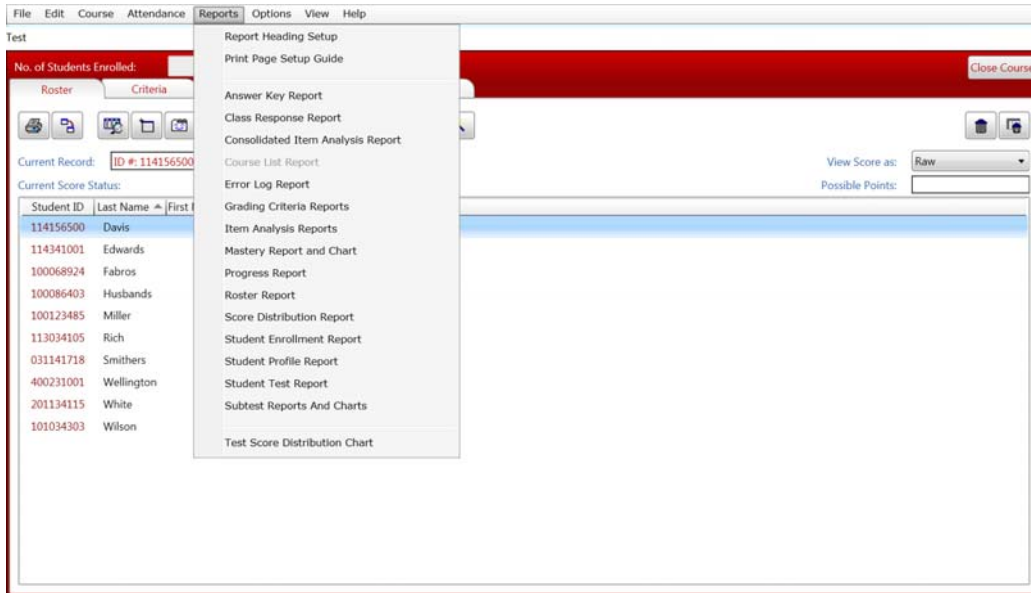 File Edit Course Attendance Reports Options View Help
Test
No. of Students Enrolled:
Close Course
Roster Criteria
Current Record: ID #: 114156500
View Score as: Raw
Current Score Status:
Possible Points:
Student ID Last Name First
114156500 Davis
114341001 Edwards
100068924 Fabros
100086403 Husbands
100123485 Miller
113034105 Rich
031141718 Smithers
400231001 Wellington
201134115 White
101034303 Wilson
Report Heading Setup
Print Page Setup Guide
Answer Key Report
Class Response Report
Consolidated Item Analysis Report
Course List Report
Error Log Report
Grading Criteria Reports
Item Analysis Reports
Mastery Report and Chart
Progress Report
Roster Report
Score Distribution Report
Student Enrollment Report
Student Profile Report
Student Test Report
Subtest Reports And Charts
Test Score Distribution Chart